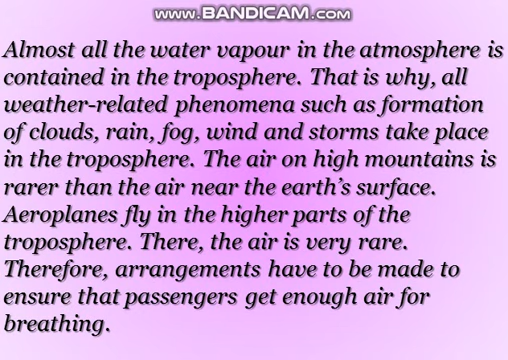 www.BANDICAM.com
Almost all the water vapour in the atmosphere is
contained in the troposphere. That is why, all
weather-related phenomena such as formation
of clouds, rain, fog, wind and storms take place
in the troposphere. The air on high mountains is
rarer than the air near the earth’s surface.
Aeroplanes fly in the higher parts of the
troposphere. There, the air is very rare.
Therefore, arrangements have to be made to
ensure that passengers get enough air for
breathing.